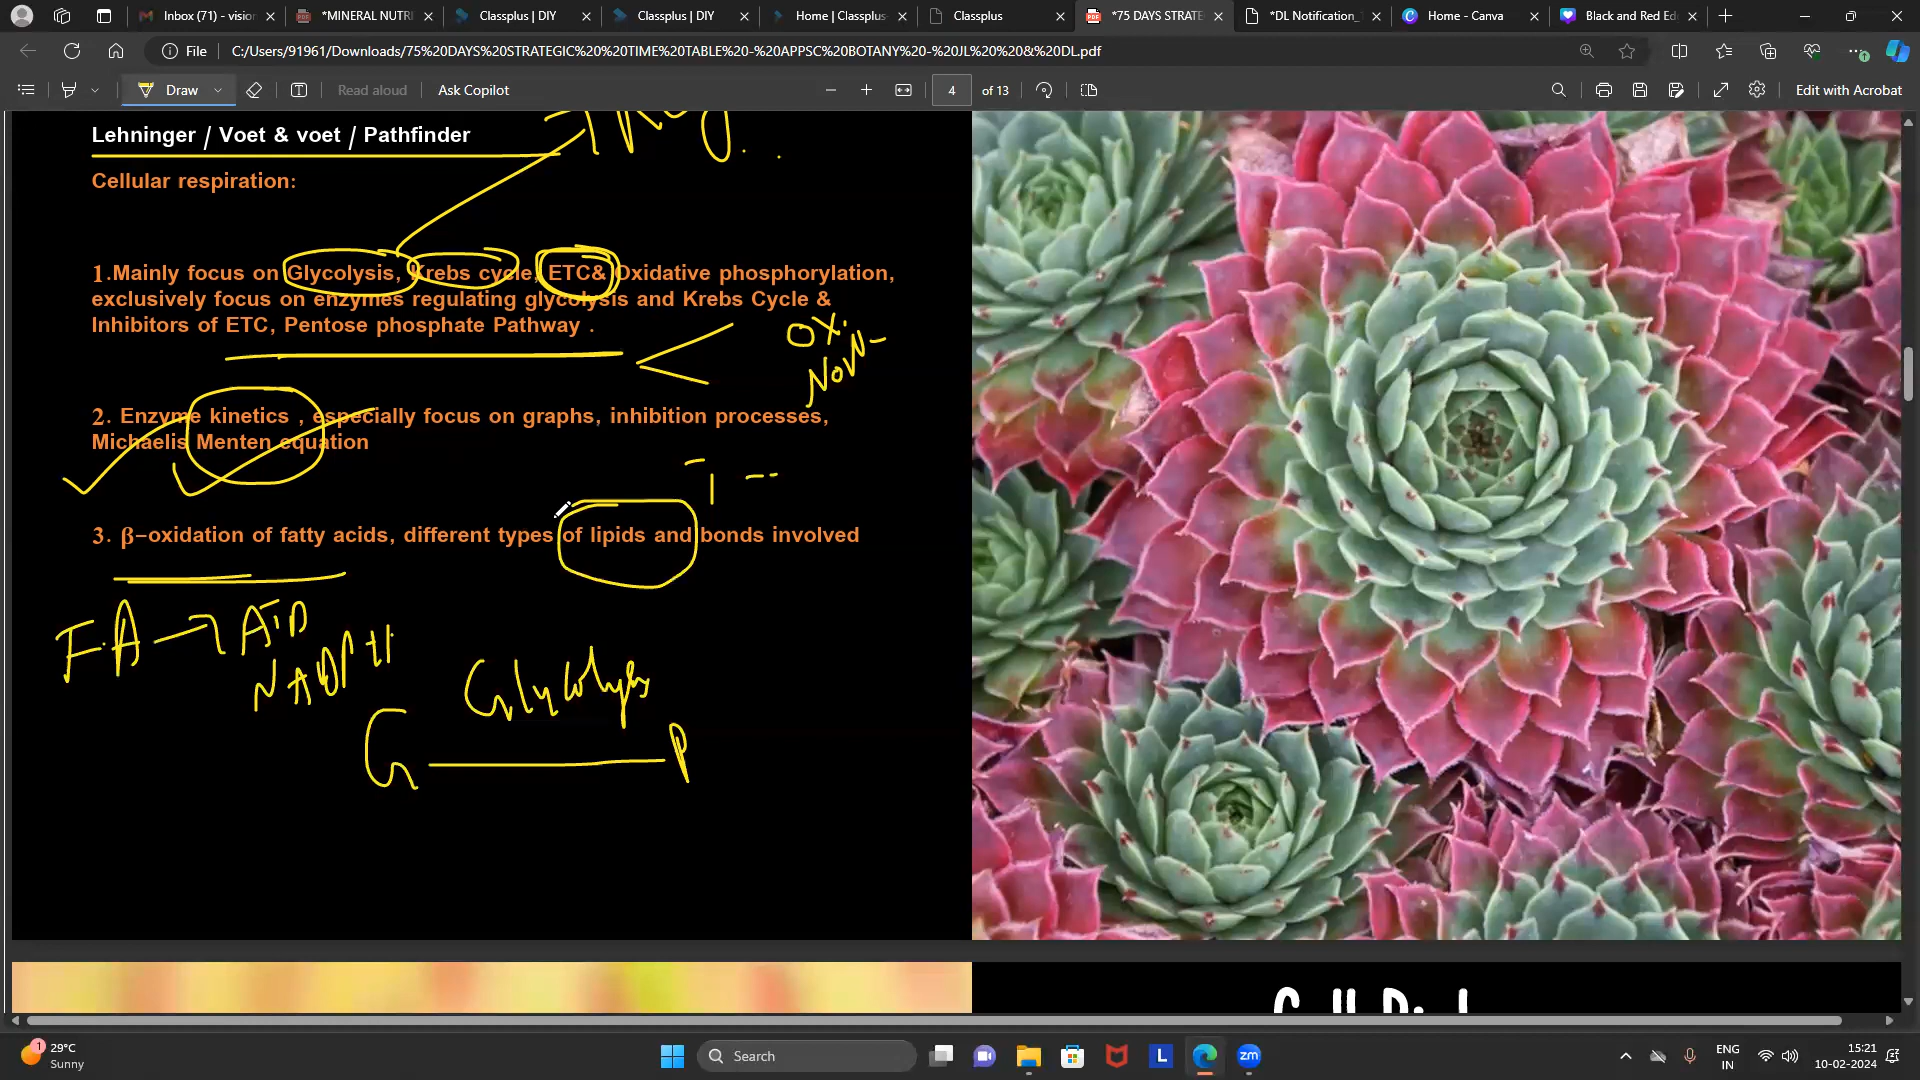 Inbox (71) - vision
*MINERAL NUTRI
Classplus | DIY
Classplus | DIY
Home | Classplus
Classplus
*75 DAYS STRATE
*DL Notification_
Home - Canva
Black and Red Ed
File
C:/Users/91961/Downloads/75%20DAYS%20STRATEGIC%20%20TIME%20TABLE%20-%20APPSC%20BOTANY%20-%20JL%20%20&%20DL.pdf
Draw
Read aloud
Ask Copilot
4 of 13
Edit with Acrobat
Lehninger / Voet & voet / Pathfinder
Cellular respiration:
1.Mainly focus on Glycolysis, Krebs cycle, ETC& Oxidative phosphorylation,
exclusively focus on enzymes regulating glycolysis and Krebs Cycle &
Inhibitors of ETC, Pentose phosphate Pathway .
OX.
NON-
2. Enzyme kinetics , especially focus on graphs, inhibition processes,
Michaelis Menten equation
3. β-oxidation of fatty acids, different types of lipids and bonds involved
F.A → ATP
NADPH
Glycolysis
G P
29°C
Sunny
Search
ENG
IN
15:21
10-02-2024